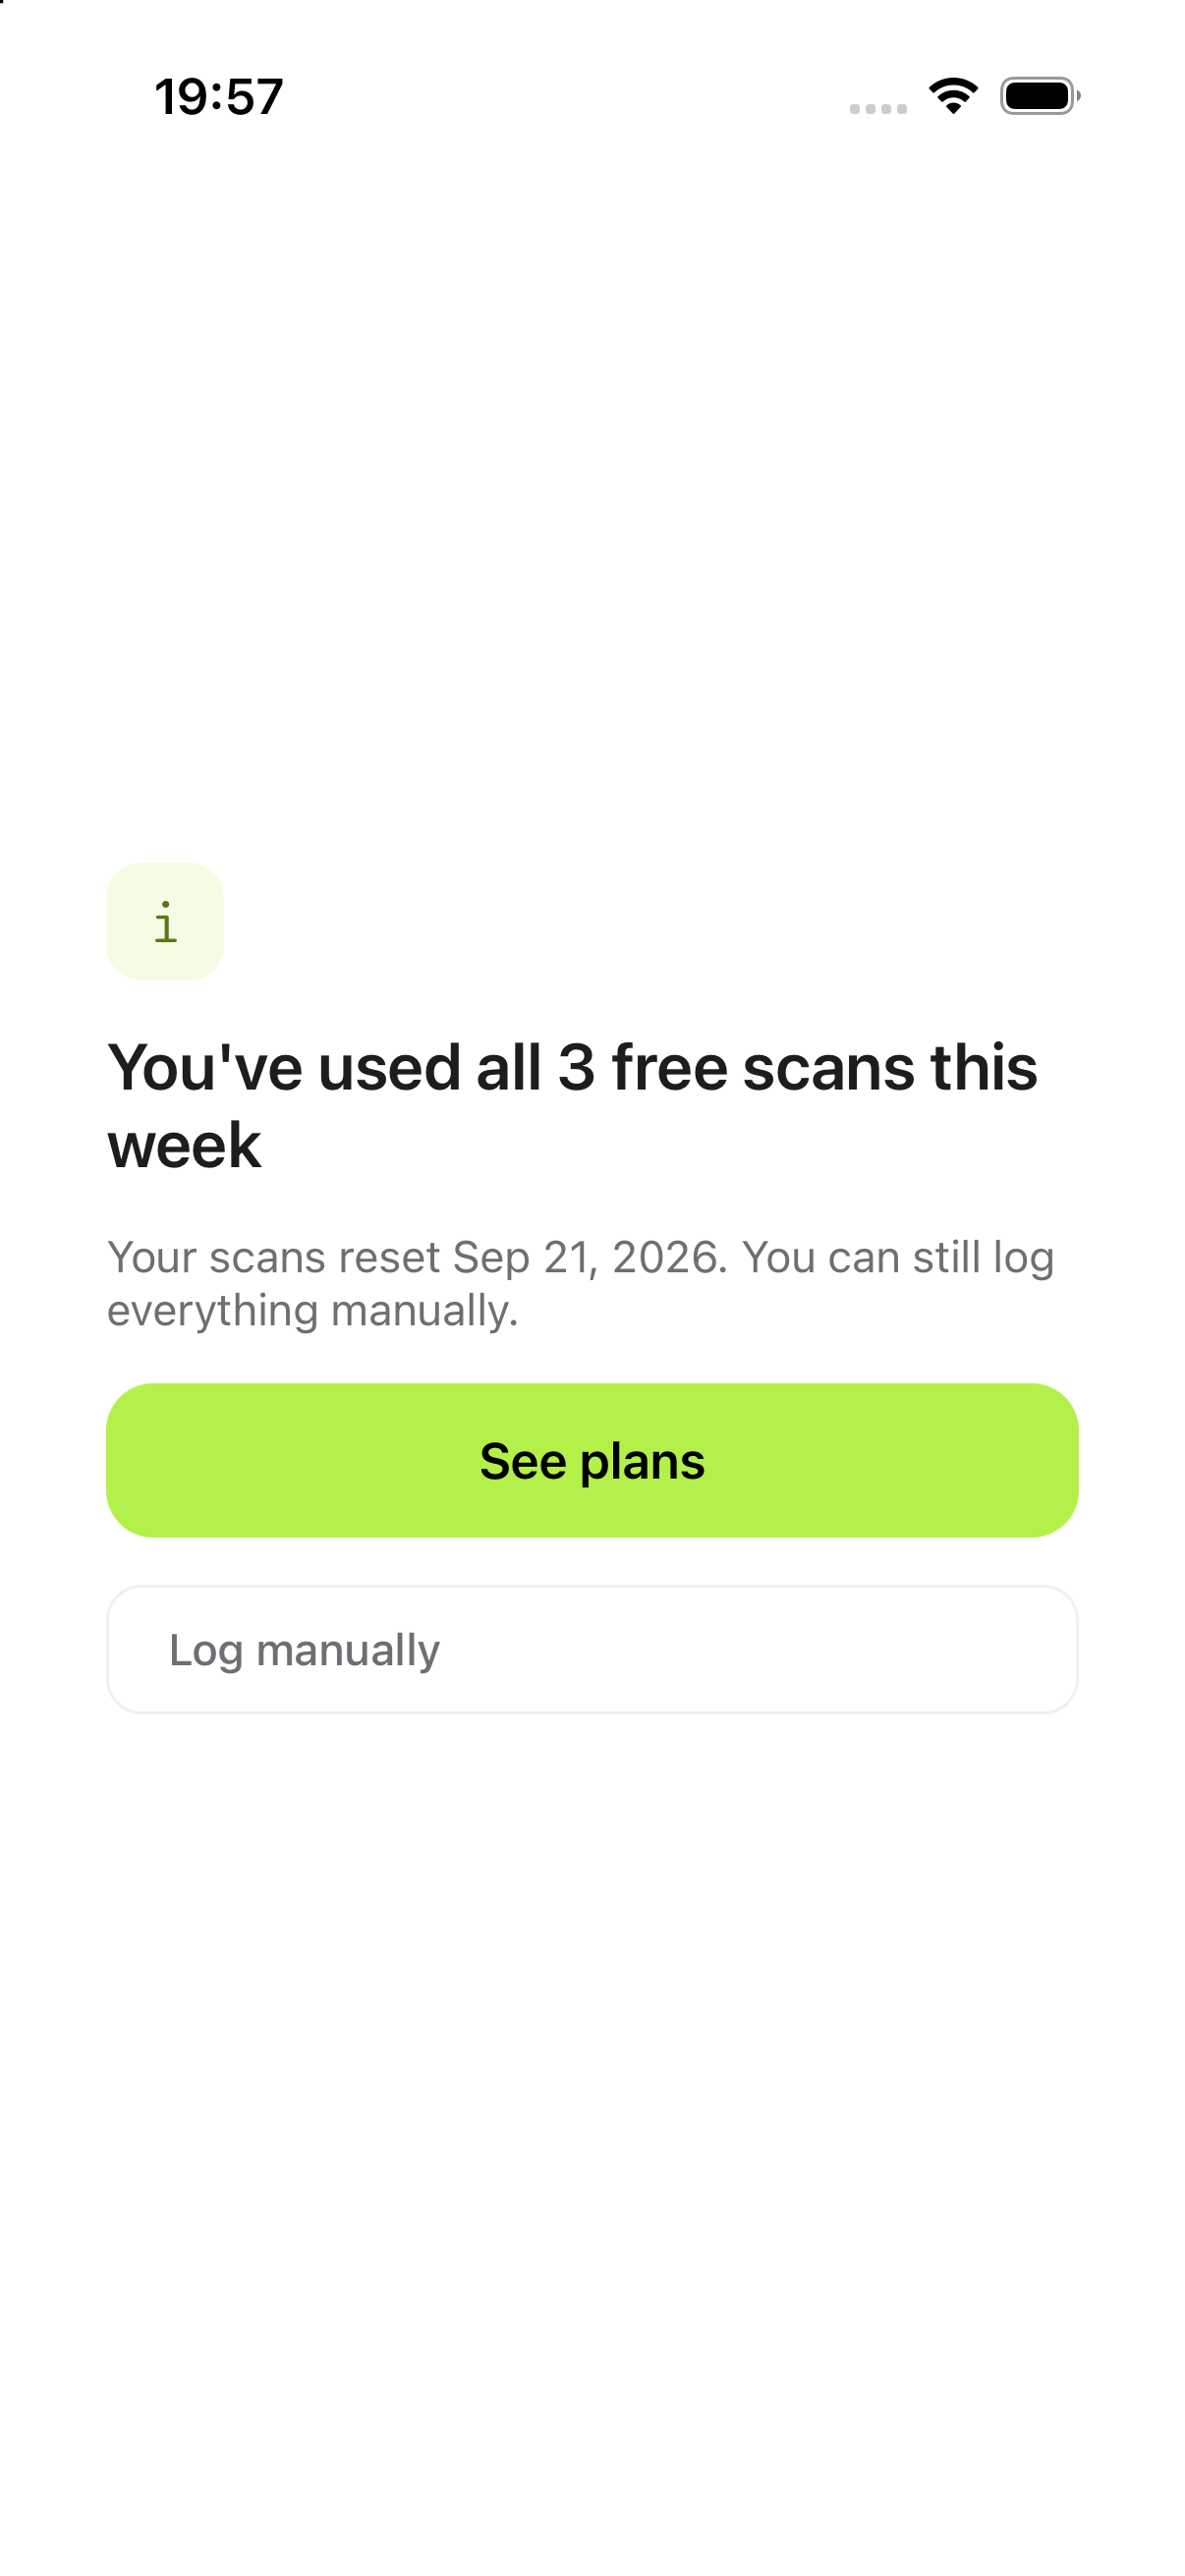 19:57
i
You've used all 3 free scans this
week
Your scans reset Sep 21, 2026. You can still log
everything manually.
See plans
Log manually